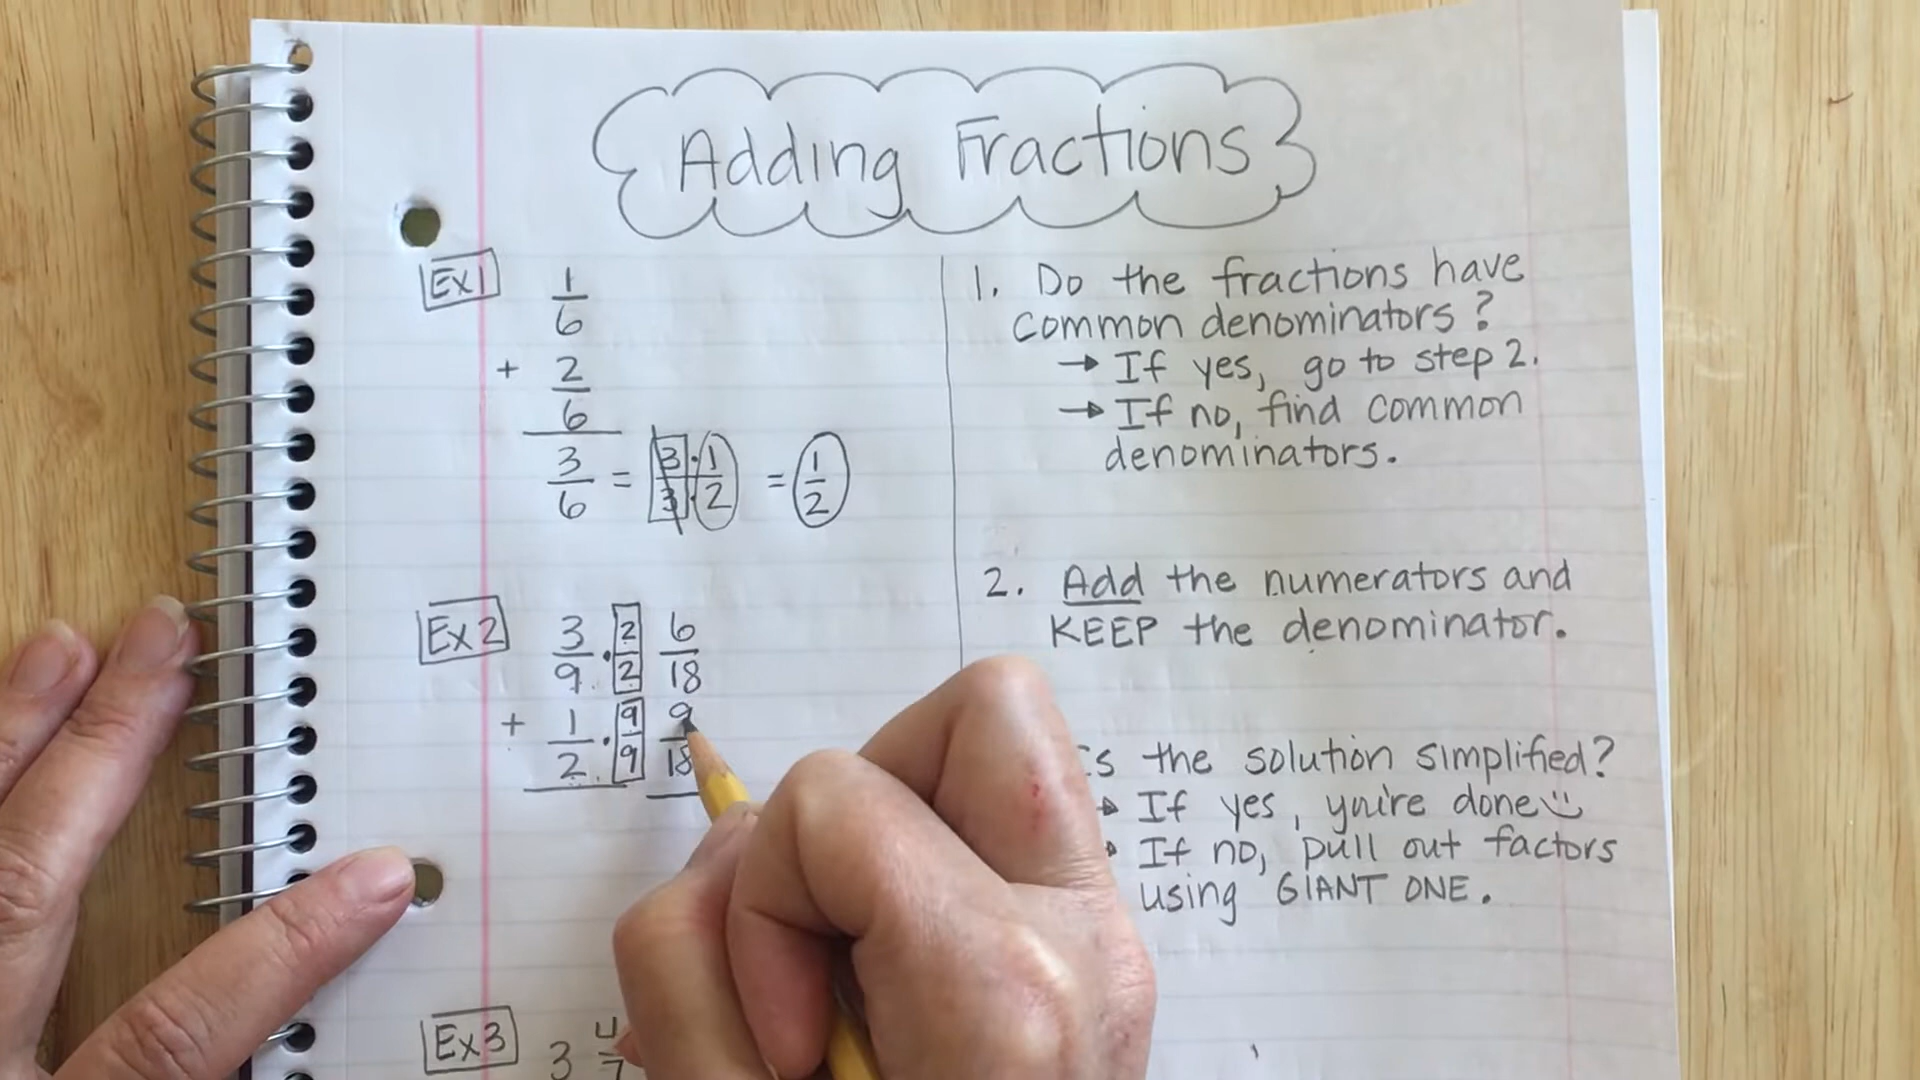 Adding Fractions
Ex1
1/6
+ 2/6
3/6 = 3/3 · 1/2 = 1/2
Ex2
3/9 · 2/2 6/18
+ 1/2 · 9/9 9/18
Ex3
3 4/7
1. Do the fractions have
common denominators?
→ If yes, go to step 2.
→ If no, find common
denominators.
2. Add the numerators and
KEEP the denominator.
Is the solution simplified?
→ If yes, you're done
→ If no, pull out factors
using GIANT ONE.